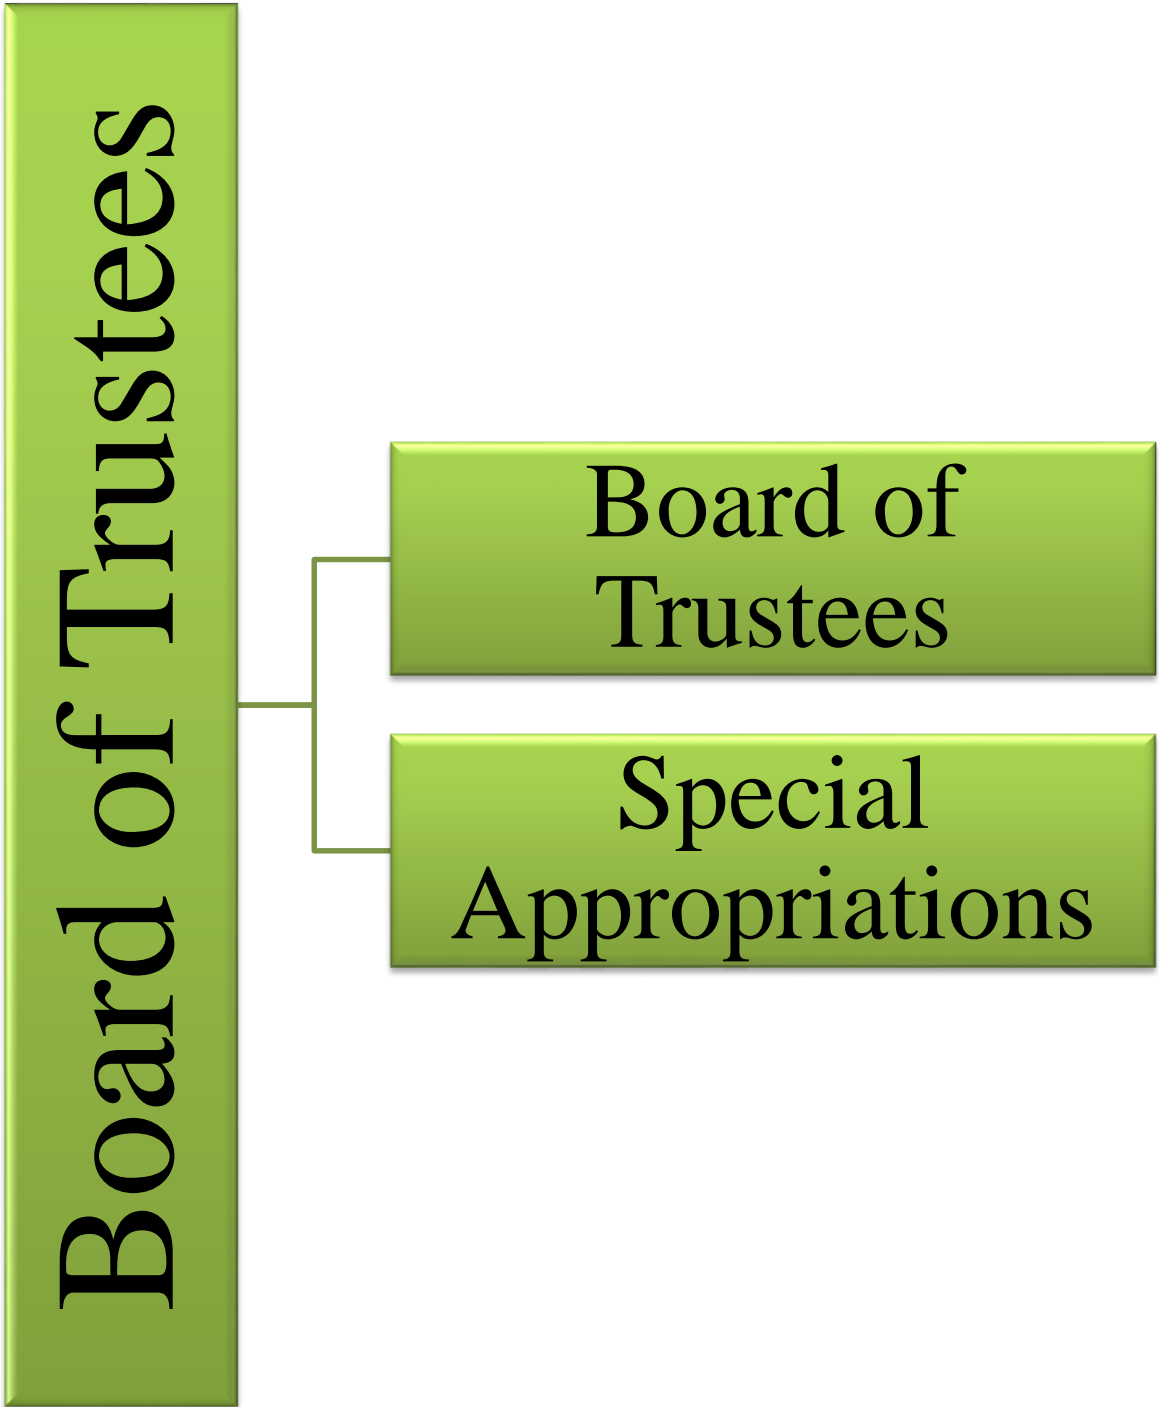 Board of Trustees
Board of
Trustees
Special
Appropriations